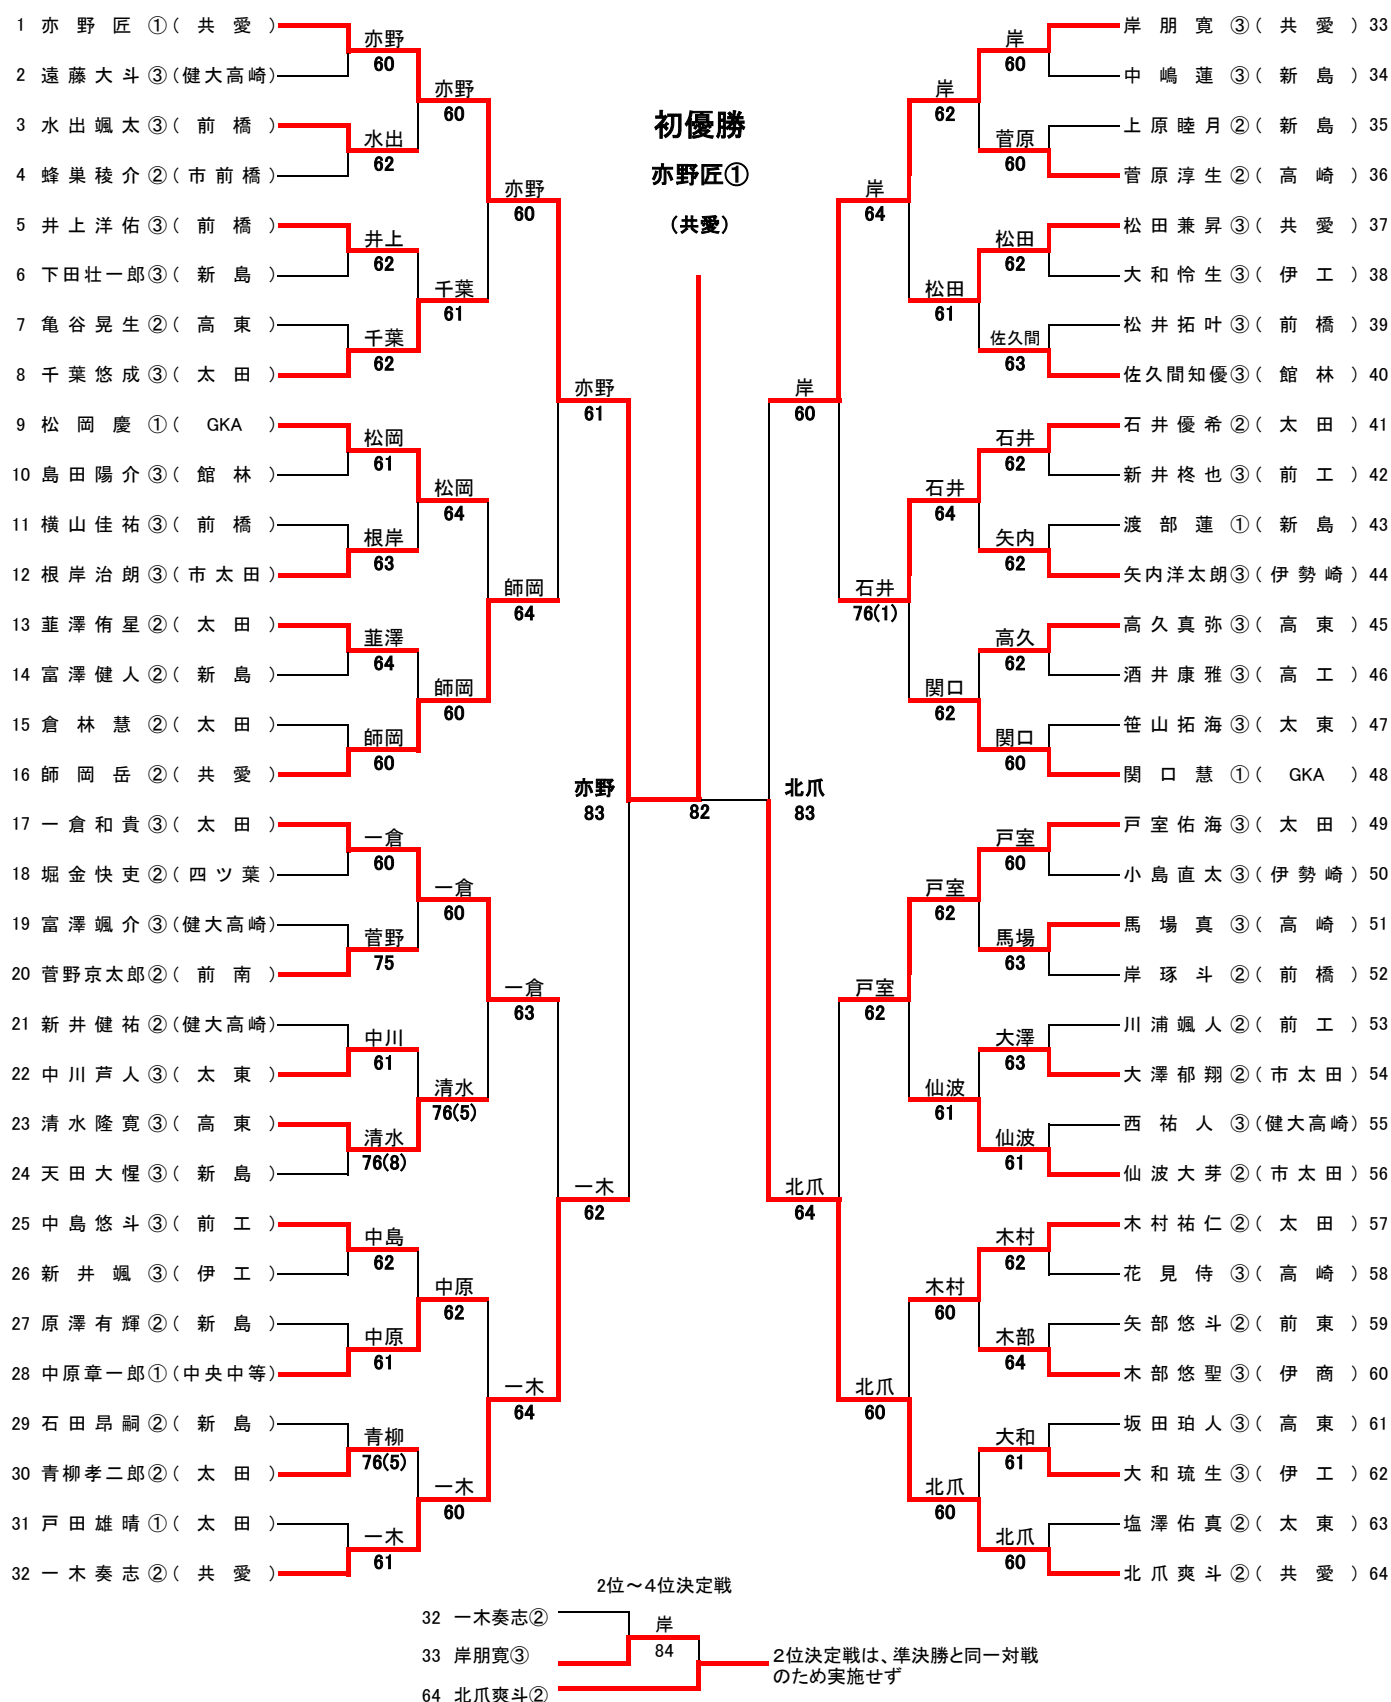 初優勝
亦野匠①
(共愛)
1 亦野匠①(共愛)
2 遠藤大斗③(健大高崎)
3 水出颯太③(前橋)
4 蜂巣稜介②(市前橋)
5 井上洋佑③(前橋)
6 下田壮一郎③(新島)
7 亀谷晃生②(高東)
8 千葉悠成③(太田)
9 松岡慶①(GKA)
10 島田陽介③(館林)
11 横山佳祐③(前橋)
12 根岸治朗③(市太田)
13 韮澤侑星②(太田)
14 富澤健人②(新島)
15 倉林慧②(太田)
16 師岡岳②(共愛)
17 一倉和貴③(太田)
18 堀金快吏②(四ツ葉)
19 富澤颯介③(健大高崎)
20 菅野京太郎②(前南)
21 新井健祐②(健大高崎)
22 中川芦人③(太東)
23 清水隆寛③(高東)
24 天田大惺③(新島)
25 中島悠斗③(前工)
26 新井颯③(伊工)
27 原澤有輝②(新島)
28 中原章一郎①(中央中等)
29 石田昂嗣②(新島)
30 青柳孝二郎②(太田)
31 戸田雄晴①(太田)
32 一木奏志②(共愛)
亦野
60
水出
62
井上
62
千葉
62
松岡
61
根岸
63
韮澤
64
師岡
60
一倉
60
菅野
75
中川
61
清水
76(8)
中島
62
中原
61
青柳
76(5)
一木
61
亦野
60
千葉
61
松岡
64
師岡
60
一倉
60
清水
76(5)
中原
62
一木
60
亦野
60
師岡
64
一倉
63
一木
64
亦野
61
一木
62
亦野
83
82
北爪
83
岸
60
北爪
64
岸
64
石井
76(1)
戸室
62
北爪
60
岸
62
松田
61
石井
64
関口
62
戸室
62
仙波
61
木村
60
北爪
60
岸
60
菅原
60
松田
62
佐久間
63
石井
62
矢内
62
高久
62
関口
60
戸室
60
馬場
63
大澤
63
仙波
61
木村
62
木部
64
大和
61
北爪
60
岸朋寛③(共愛)33
中嶋蓮③(新島)34
上原睦月②(新島)35
菅原淳生②(高崎)36
松田兼昇③(共愛)37
大和怜生③(伊工)38
松井拓叶③(前橋)39
佐久間知優③(館林)40
石井優希②(太田)41
新井柊也③(前工)42
渡部蓮①(新島)43
矢内洋太朗③(伊勢崎)44
高久真弥③(高東)45
酒井康雅③(高工)46
笹山拓海③(太東)47
関口慧①(GKA)48
戸室佑海③(太田)49
小島直太③(伊勢崎)50
馬場真③(高崎)51
岸琢斗②(前橋)52
川浦颯人②(前工)53
大澤郁翔②(市太田)54
西祐人③(健大高崎)55
仙波大芽②(市太田)56
木村祐仁②(太田)57
花見侍③(高崎)58
矢部悠斗②(前東)59
木部悠聖③(伊商)60
坂田珀人③(高東)61
大和琉生③(伊工)62
塩澤佑真②(太東)63
北爪爽斗②(共愛)64
2位~4位決定戦
32 一木奏志②
33 岸朋寛③
64 北爪爽斗②
岸
84
2位決定戦は、準決勝と同一対戦
のため実施せず